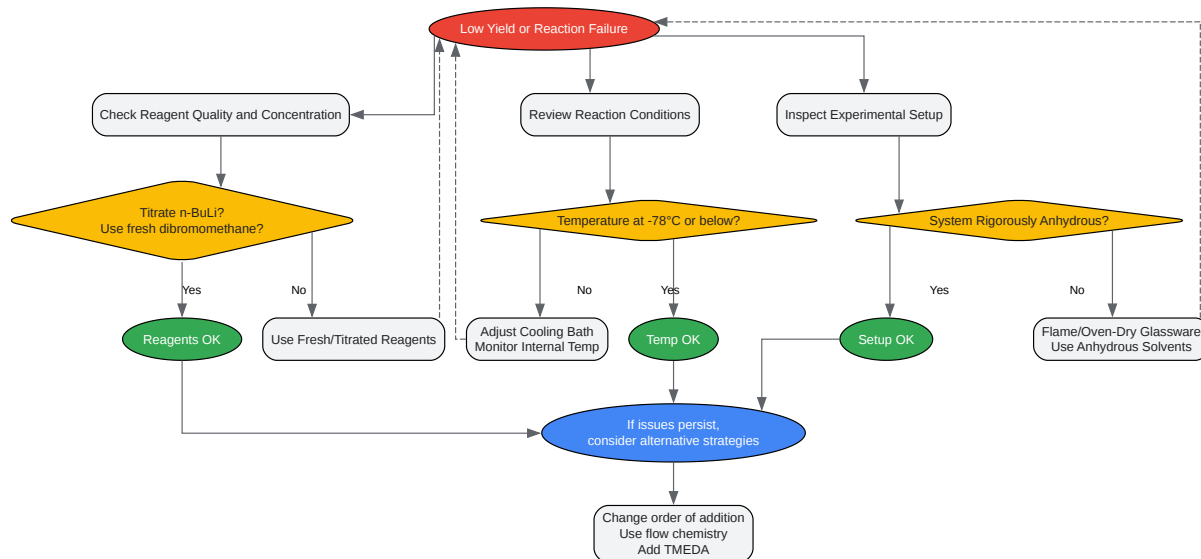 Low Yield or Reaction Failure
Check Reagent Quality and Concentration
Review Reaction Conditions
Inspect Experimental Setup
Titrate n-BuLi?
Use fresh dibromomethane?
Temperature at -78°C or below?
System Rigorously Anhydrous?
Yes
No
No
Yes
Yes
No
Reagents OK
Use Fresh/Titrated Reagents
Adjust Cooling Bath
Monitor Internal Temp
Temp OK
Setup OK
Flame/Oven-Dry Glassware
Use Anhydrous Solvents
If issues persist,
consider alternative strategies
Change order of addition
Use flow chemistry
Add TMEDA